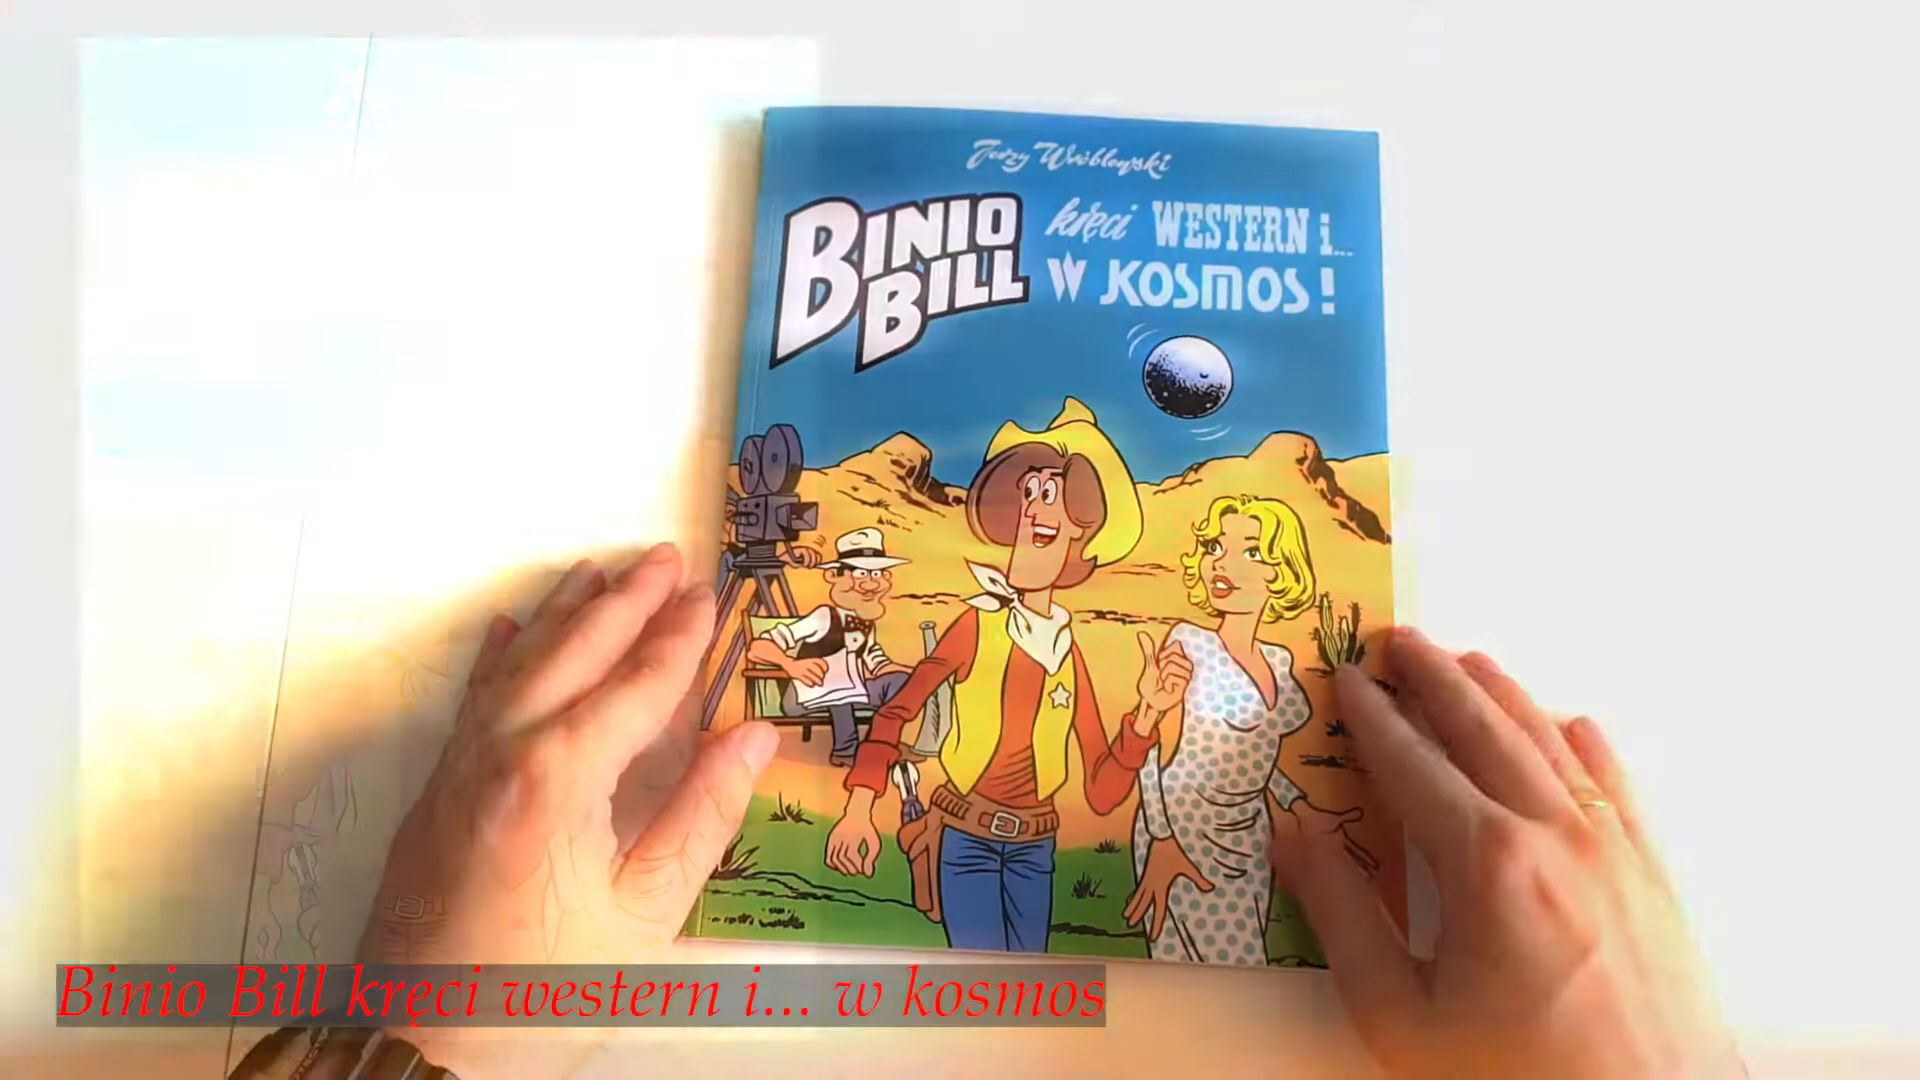 Jerzy Wróblewski
BINIO
BILL
kręci WESTERN i...
W KOSMOS!
Binio Bill kręci western i... w kosmos